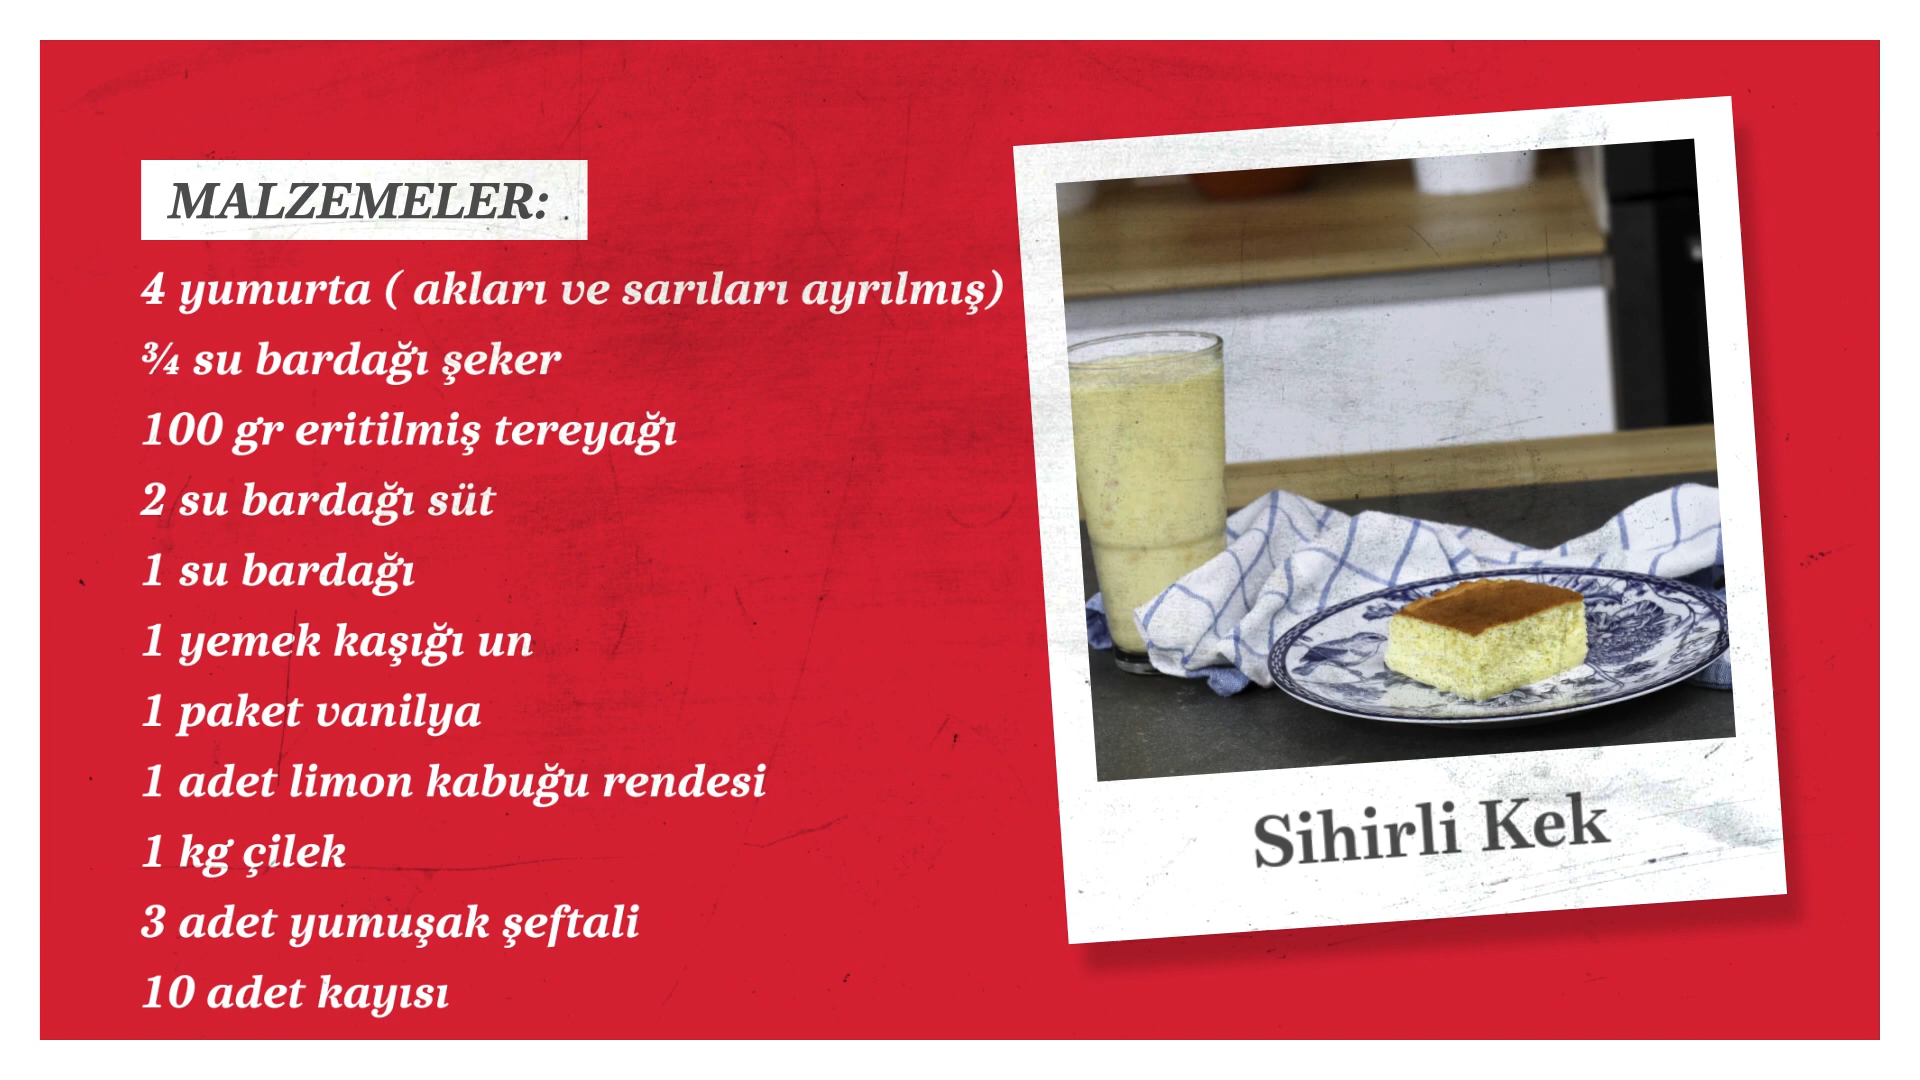 MALZEMELER:
4 yumurta ( akları ve sarıları ayrılmış)
¾ su bardağı şeker
100 gr eritilmiş tereyağı
2 su bardağı süt
1 su bardağı
1 yemek kaşığı un
1 paket vanilya
1 adet limon kabuğu rendesi
1 kg çilek
3 adet yumuşak şeftali
10 adet kayısı
Sihirli Kek